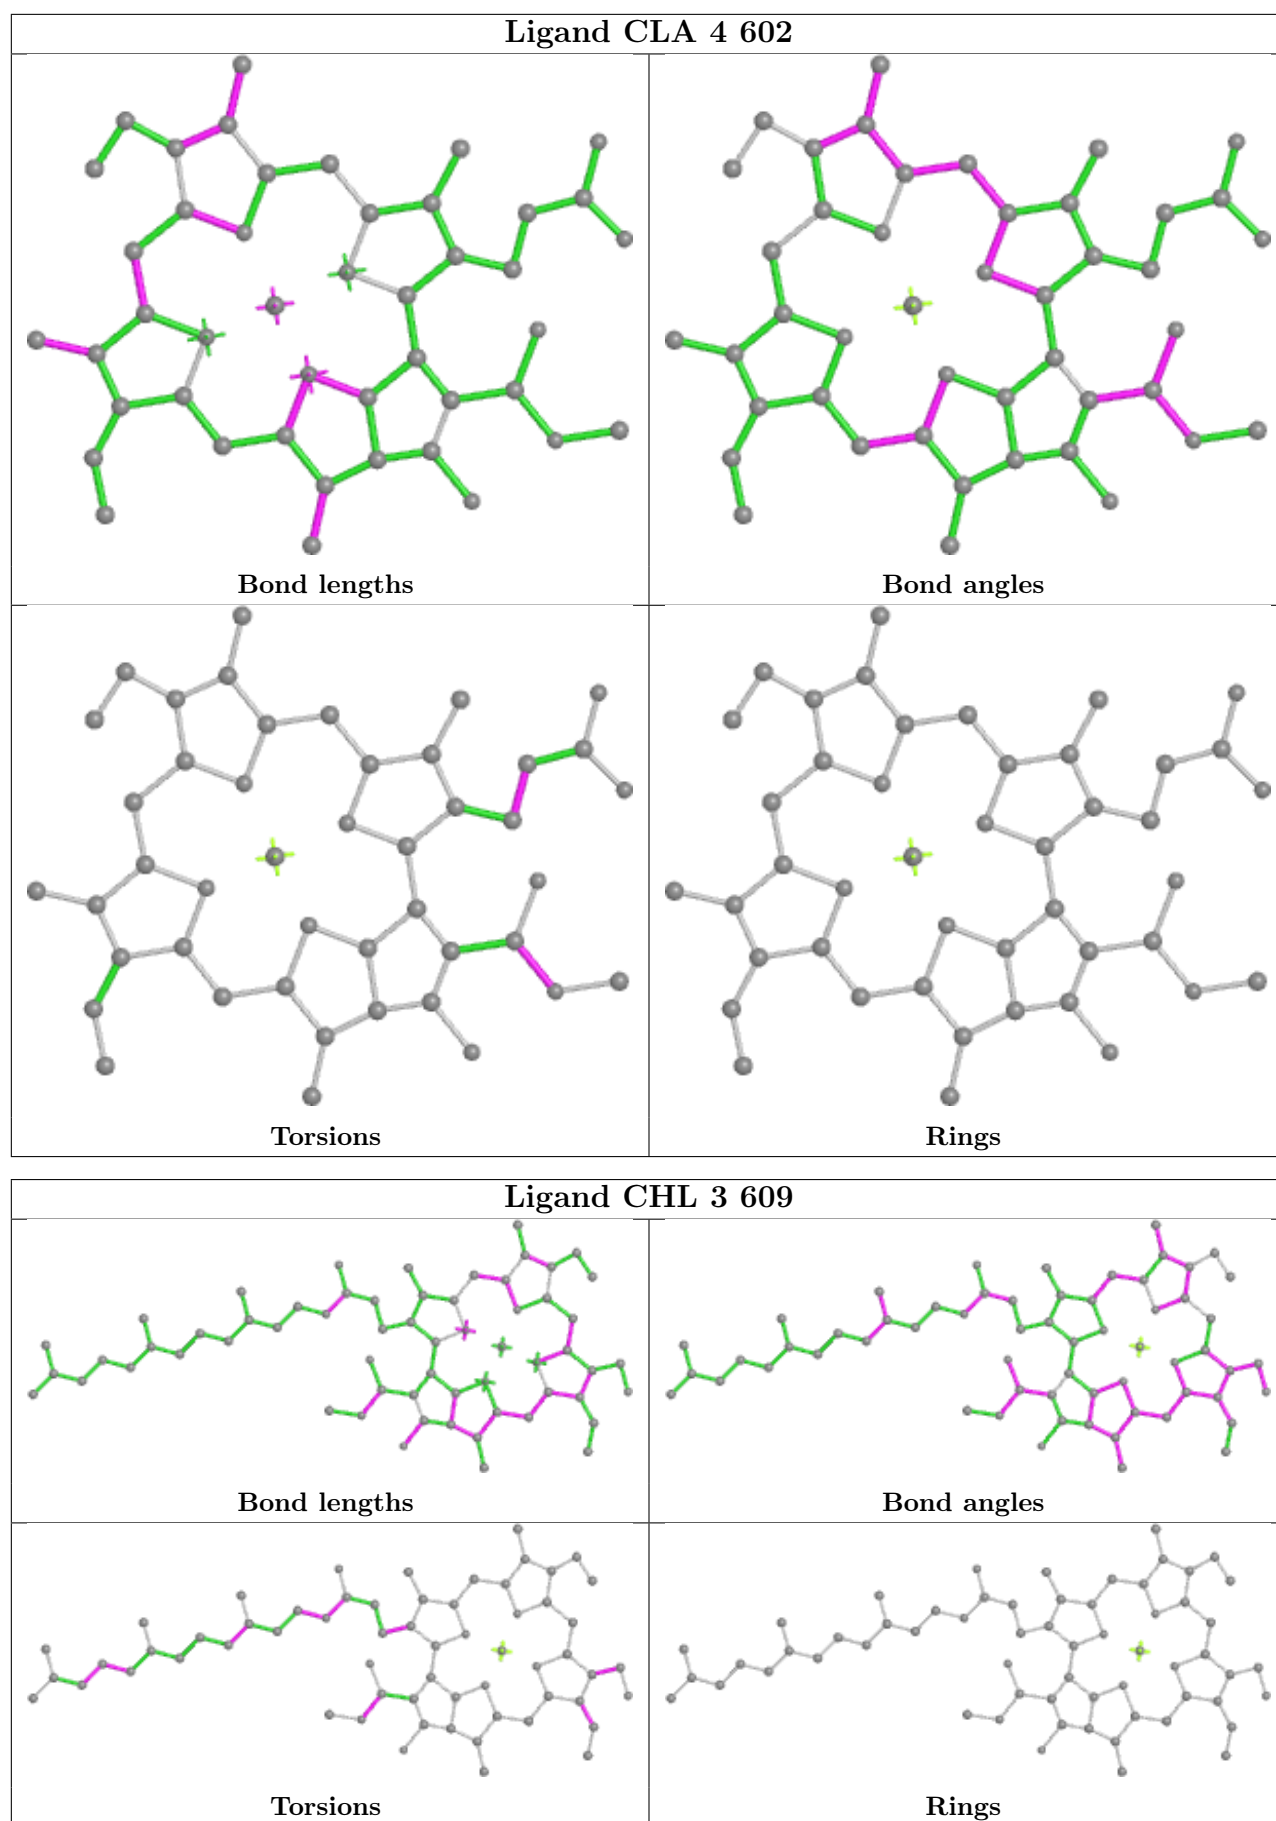 Ligand CLA 4 602
Bond lengths
Bond angles
Torsions
Rings
Ligand CHL 3 609
Bond lengths
Bond angles
Torsions
Rings